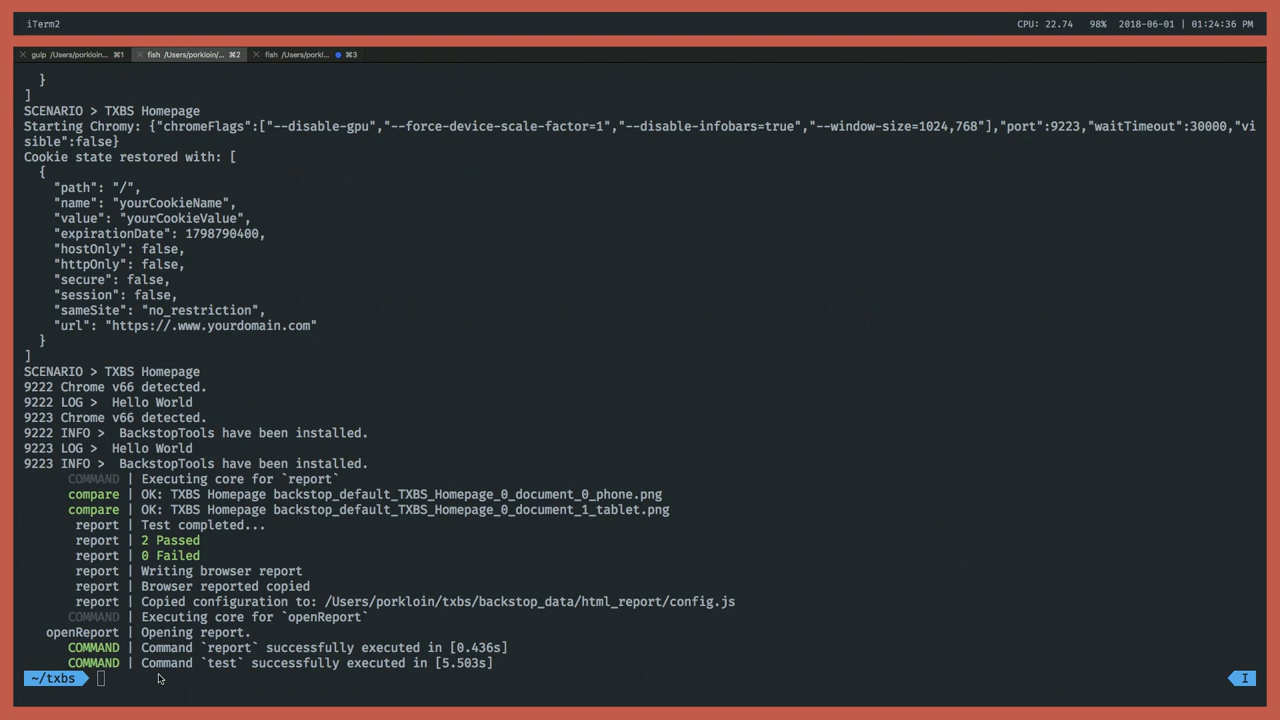 iTerm2
CPU: 22.74 98% 2018-06-01 | 01:24:36 PM
gulp /Users/porkloin... ⌘1 fish /Users/porkloin/... ⌘2 fish /Users/porkl... ⌘3
}
]
SCENARIO > TXBS Homepage
Starting Chromy: {"chromeFlags":["--disable-gpu","--force-device-scale-factor=1","--disable-infobars=true","--window-size=1024,768"],"port":9223,"waitTimeout":30000,"vi
sible":false}
Cookie state restored with: [
{
"path": "/",
"name": "yourCookieName",
"value": "yourCookieValue",
"expirationDate": 1798790400,
"hostOnly": false,
"httpOnly": false,
"secure": false,
"session": false,
"sameSite": "no_restriction",
"url": "https://.www.yourdomain.com"
}
]
SCENARIO > TXBS Homepage
9222 Chrome v66 detected.
9222 LOG >  Hello World
9223 Chrome v66 detected.
9222 INFO >  BackstopTools have been installed.
9223 LOG >  Hello World
9223 INFO >  BackstopTools have been installed.
COMMAND | Executing core for `report`
compare | OK: TXBS Homepage backstop_default_TXBS_Homepage_0_document_0_phone.png
compare | OK: TXBS Homepage backstop_default_TXBS_Homepage_0_document_1_tablet.png
report | Test completed...
report | 2 Passed
report | 0 Failed
report | Writing browser report
report | Browser reported copied
report | Copied configuration to: /Users/porkloin/txbs/backstop_data/html_report/config.js
COMMAND | Executing core for `openReport`
openReport | Opening report.
COMMAND | Command `report` successfully executed in [0.436s]
COMMAND | Command `test` successfully executed in [5.503s]
~/txbs I